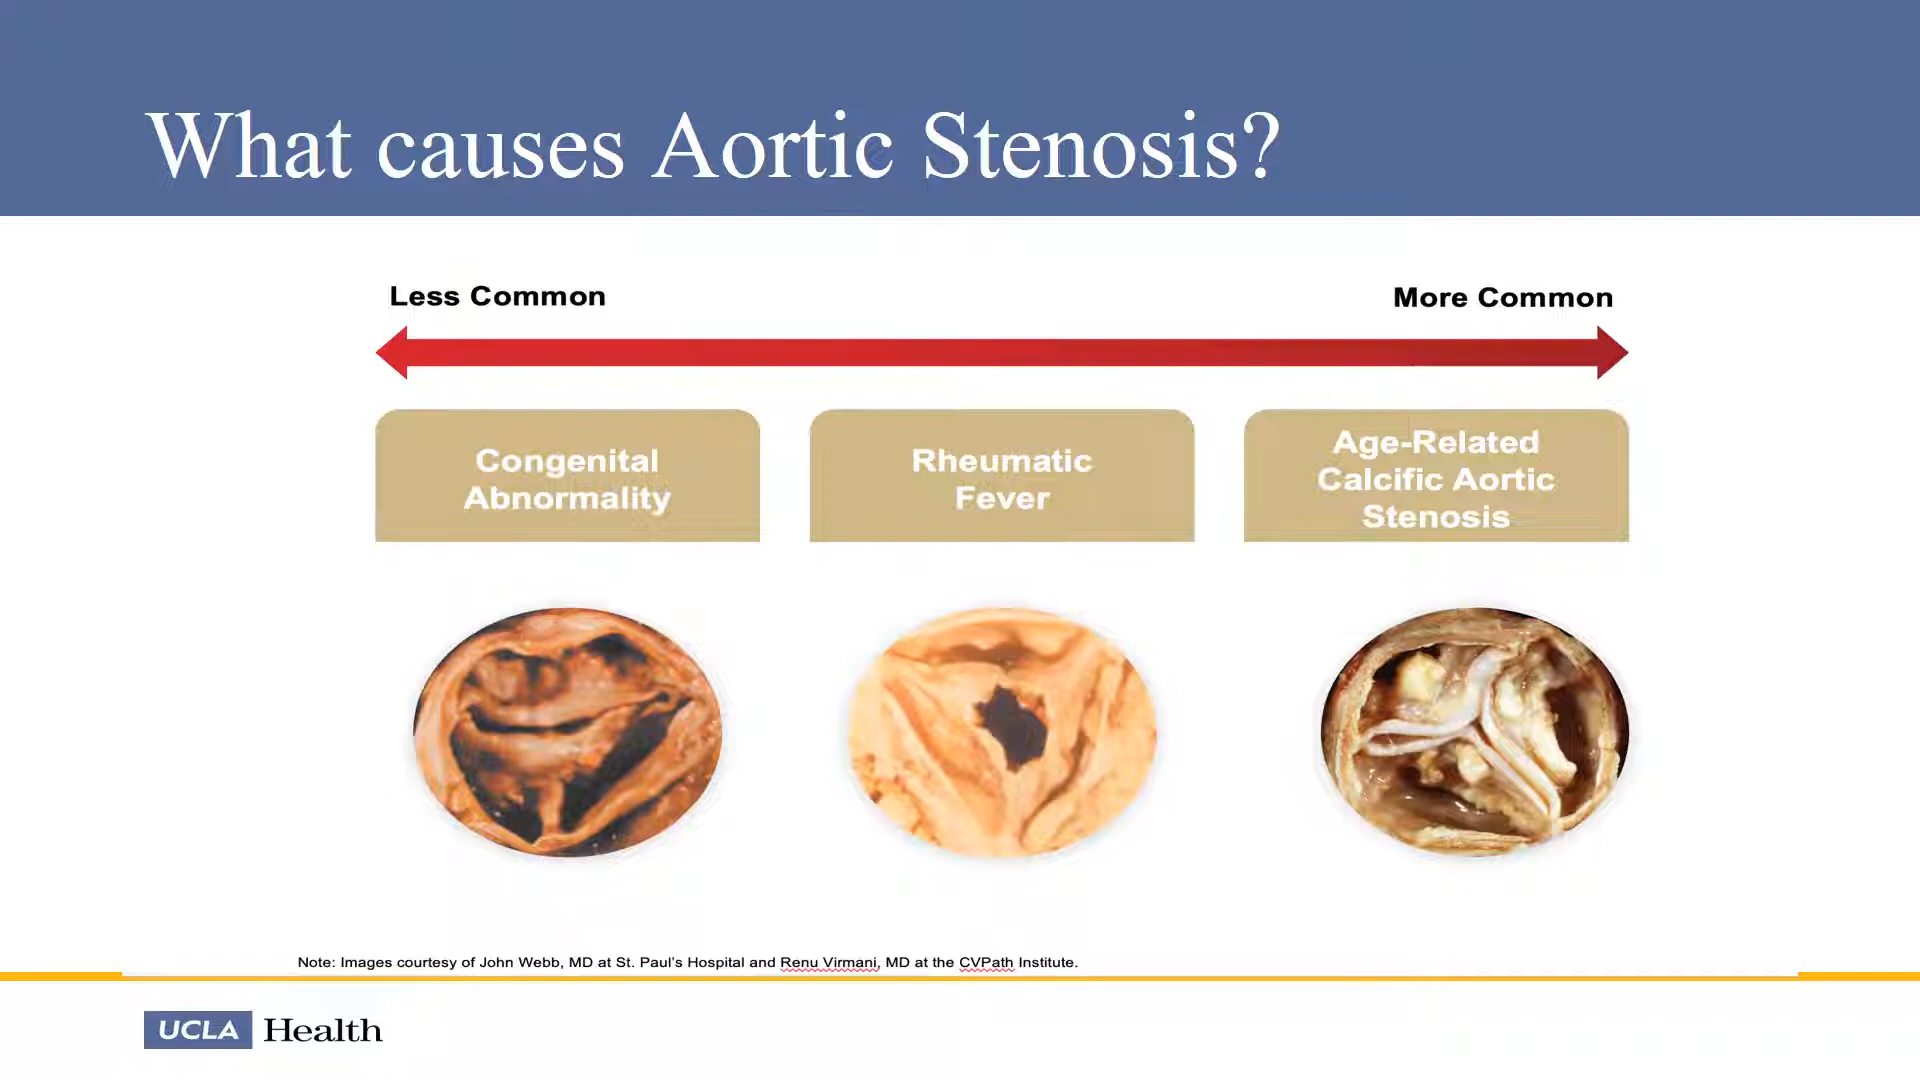 What causes Aortic Stenosis?
Less Common
More Common
Congenital
Abnormality
Rheumatic
Fever
Age-Related
Calcific Aortic
Stenosis
Note: Images courtesy of John Webb, MD at St. Paul's Hospital and Renu Virmani, MD at the CVPath Institute.
UCLA Health